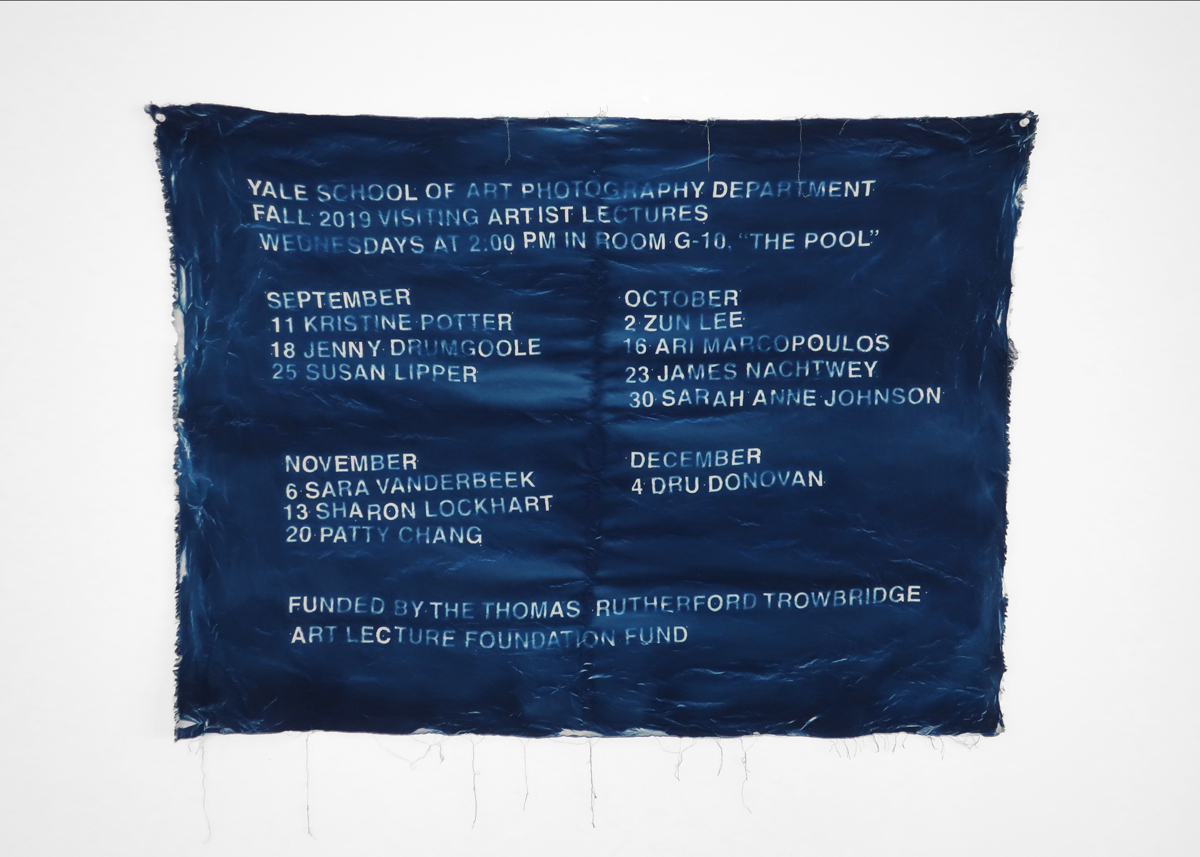 YALE SCHOOL OF ART PHOTOGRAPHY DEPARTMENT
FALL 2019 VISITING ARTIST LECTURES
WEDNESDAYS AT 2:00 PM IN ROOM G-10, “THE POOL”
SEPTEMBER
11 KRISTINE POTTER
18 JENNY DRUMGOOLE
25 SUSAN LIPPER
OCTOBER
2 ZUN LEE
16 ARI MARCOPOULOS
23 JAMES NACHTWEY
30 SARAH ANNE JOHNSON
NOVEMBER
6 SARA VANDERBEEK
13 SHARON LOCKHART
20 PATTY CHANG
DECEMBER
4 DRU DONOVAN
FUNDED BY THE THOMAS RUTHERFORD TROWBRIDGE
ART LECTURE FOUNDATION FUND